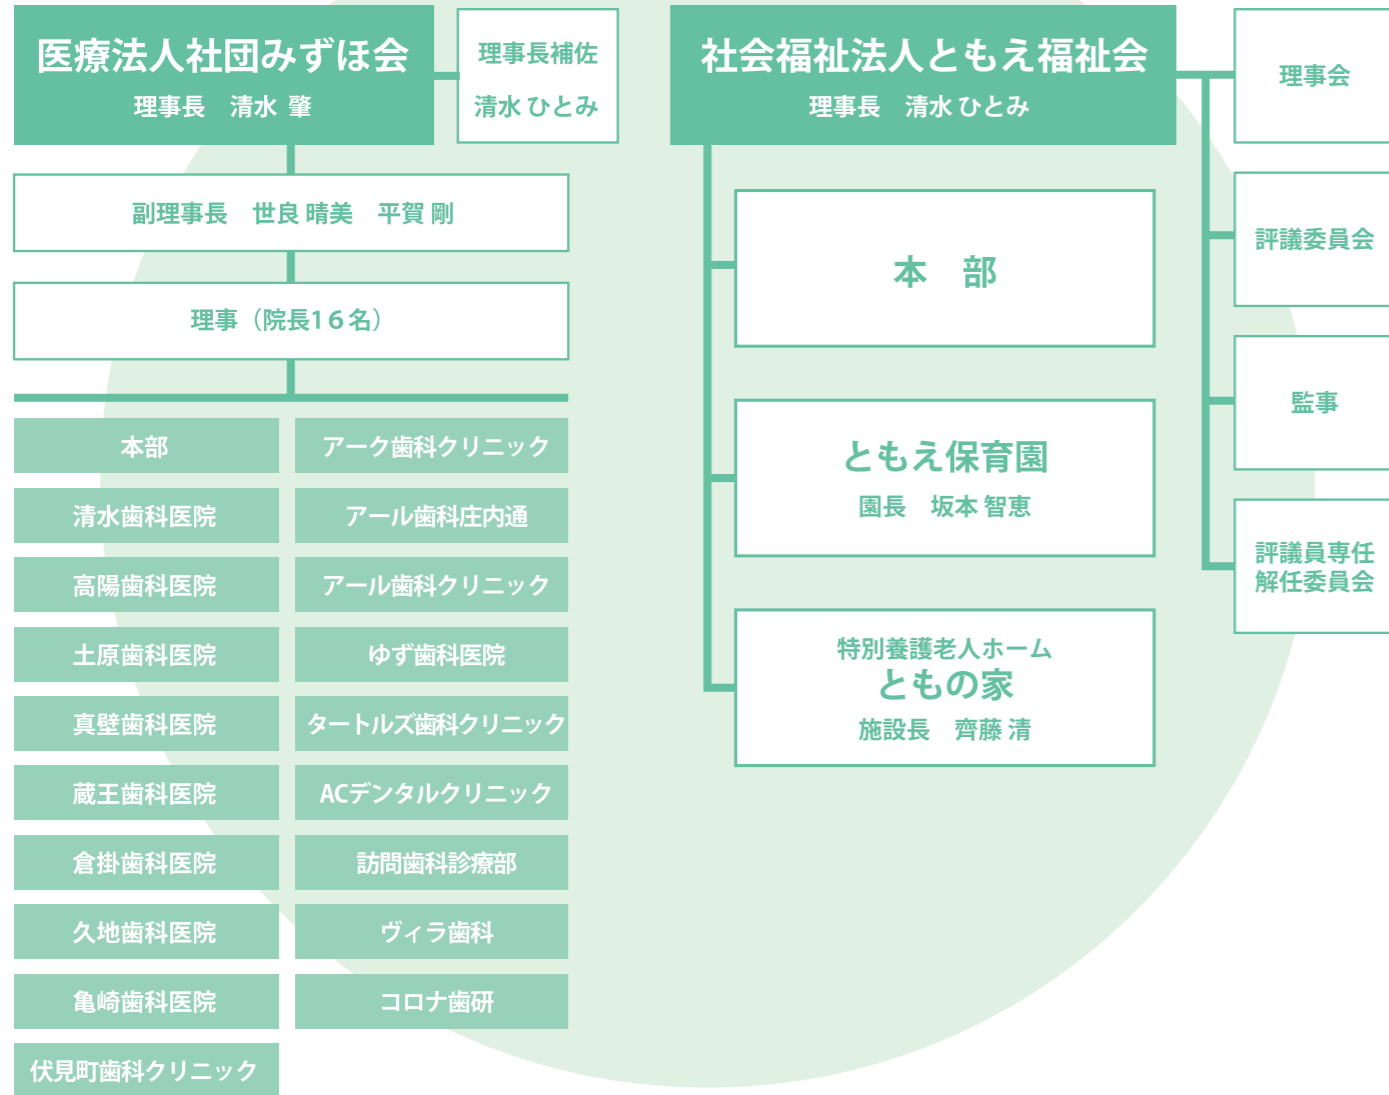 医療法人社団みずほ会
理事長　清水 肇
理事長補佐
清水 ひとみ
副理事長　世良 晴美　平賀 剛
理事（院長1６名）
本部
清水歯科医院
高陽歯科医院
土原歯科医院
真壁歯科医院
蔵王歯科医院
倉掛歯科医院
久地歯科医院
亀崎歯科医院
伏見町歯科クリニック
アーク歯科クリニック
アール歯科庄内通
アール歯科クリニック
ゆず歯科医院
タートルズ歯科クリニック
ACデンタルクリニック
訪問歯科診療部
ヴィラ歯科
コロナ歯研
社会福祉法人ともえ福祉会
理事長　清水 ひとみ
本　部
ともえ保育園
園長　坂本 智恵
特別養護老人ホーム
ともの家
施設長　齊藤 清
理事会
評議委員会
監事
評議員専任
解任委員会